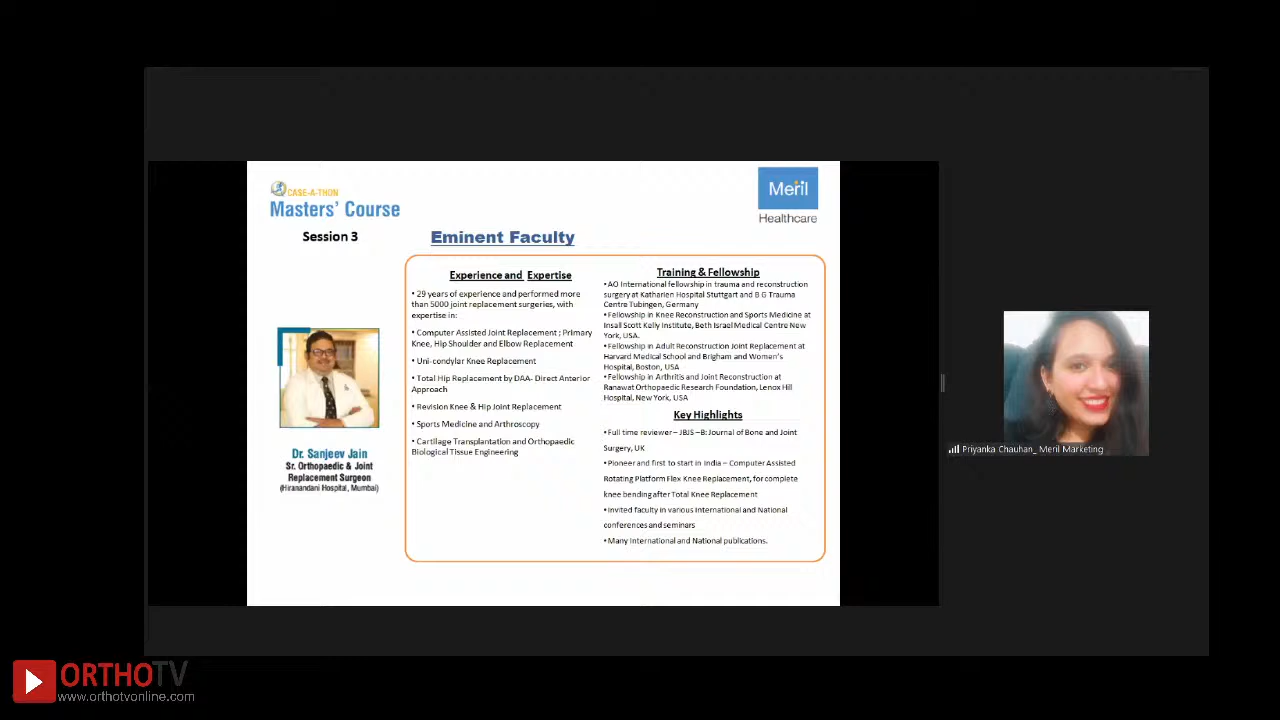 CASE-A-THON
Masters' Course
Session 3
Meril
Healthcare
Eminent Faculty
Dr. Sanjeev Jain
Sr. Orthopaedic & Joint
Replacement Surgeon
(Hiranandani Hospital, Mumbai)
Experience and Expertise
• 29 years of experience and performed more
than 5000 joint replacement surgeries, with
expertise in:
• Computer Assisted Joint Replacement ; Primary
Knee, Hip Shoulder and Elbow Replacement
• Uni-condylar Knee Replacement
• Total Hip Replacement by DAA- Direct Anterior
Approach
• Revision Knee & Hip Joint Replacement
• Sports Medicine and Arthroscopy
• Cartilage Transplantation and Orthopaedic
Biological Tissue Engineering
Training & Fellowship
• AO International fellowship in trauma and reconstruction
surgery at Katharien Hospital Stuttgart and B G Trauma
Centre Tubingen, Germany
• Fellowship in Knee Reconstruction and Sports Medicine at
Insall Scott Kelly Institute, Beth Israel Medical Centre New
York, USA.
• Fellowship in Adult Reconstruction Joint Replacement at
Harvard Medical School and Brigham and Women's
Hospital, Boston, USA
• Fellowship in Arthritis and Joint Reconstruction at
Ranawat Orthopaedic Research Foundation, Lenox Hill
Hospital, New York, USA
Key Highlights
• Full time reviewer – JBJS –B: Journal of Bone and Joint
Surgery, UK
• Pioneer and first to start in India – Computer Assisted
Rotating Platform Flex Knee Replacement, for complete
knee bending after Total Knee Replacement
• Invited faculty in various International and National
conferences and seminars
• Many International and National publications.
Priyanka Chauhan_ Meril Marketing
ORTHOTV
www.orthotvonline.com